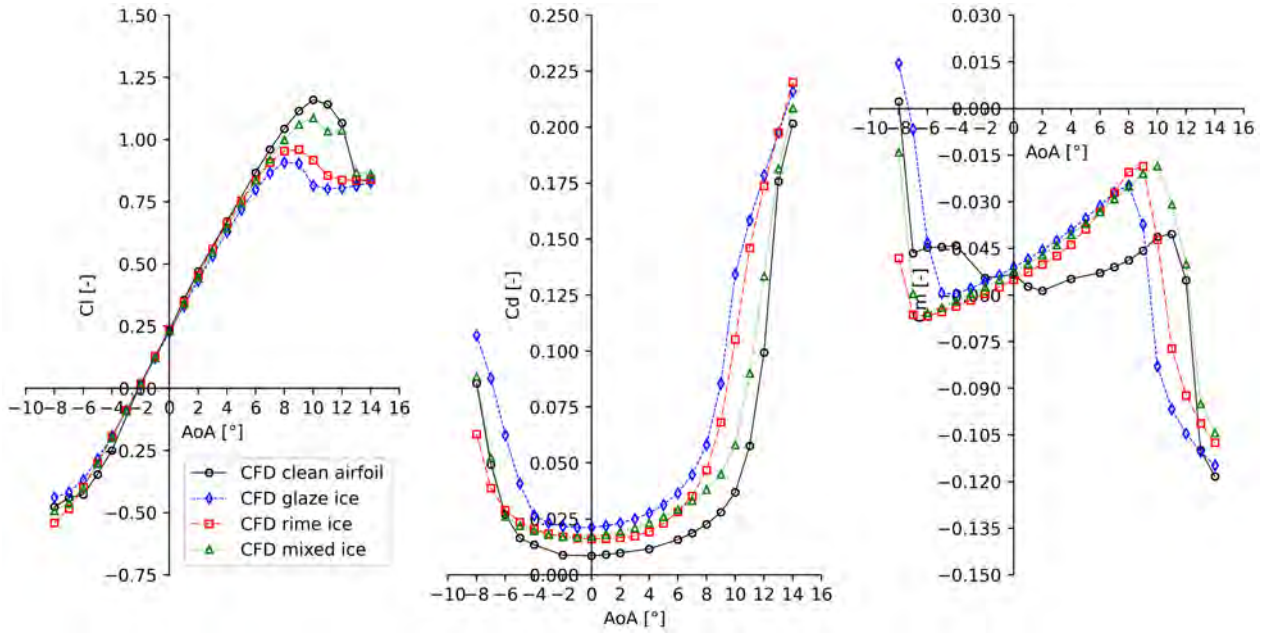 1.50
1.25
1.00
0.75
0.50
0.25
0.00
−0.25
−0.50
−0.75
Cl [-]
−10 −8 −6 −4 −2 0 2 4 6 8 10 12 14 16
AoA [°]
CFD clean airfoil
CFD glaze ice
CFD rime ice
CFD mixed ice
0.250
0.225
0.200
0.175
0.150
0.125
0.100
0.075
0.050
0.025
0.000
Cd [-]
−10 −8 −6 −4 −2 0 2 4 6 8 10 12 14 16
AoA [°]
0.030
0.015
0.000
−10 −8 −6 −4 −2 0 2 4 6 8 10 12 14 16
AoA [°]
−0.015
−0.030
−0.045
−0.060
−0.075
−0.090
−0.105
−0.120
−0.135
−0.150